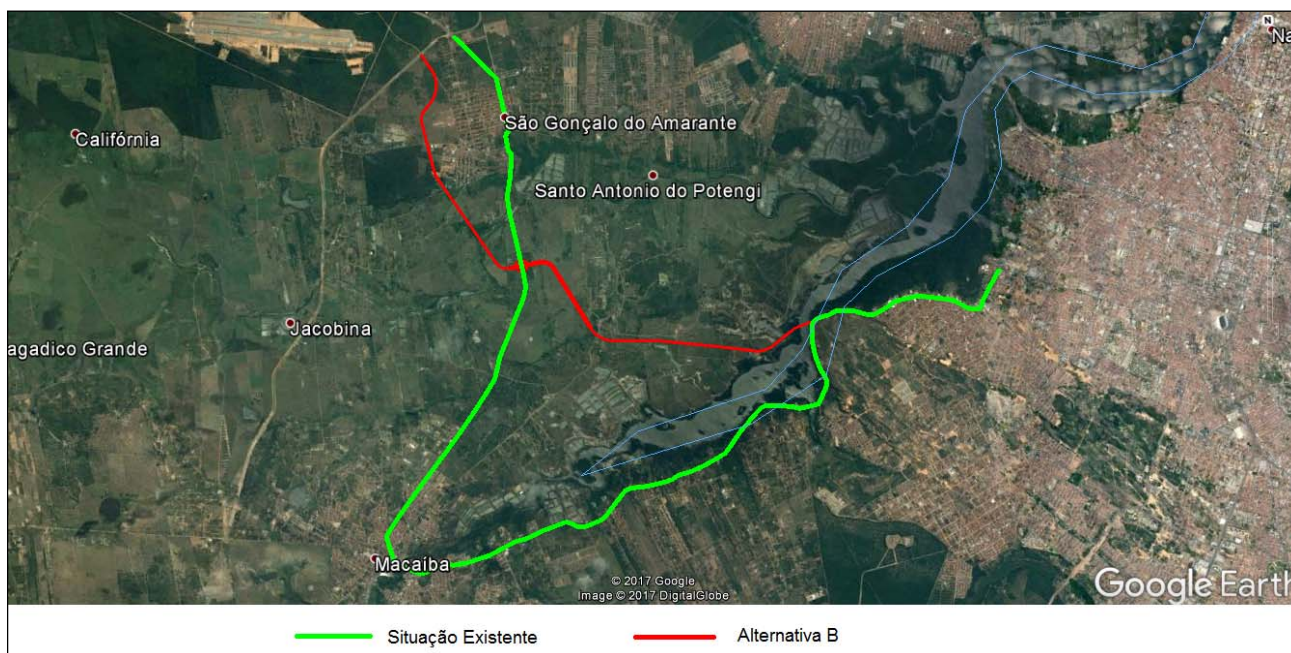 N
Na
São Gonçalo do Amarante
Califórnia
Santo Antonio do Potengi
Jacobina
agadico Grande
Macaíba
© 2017 Google
Image © 2017 DigitalGlobe
Google Earth
Situação Existente
Alternativa B